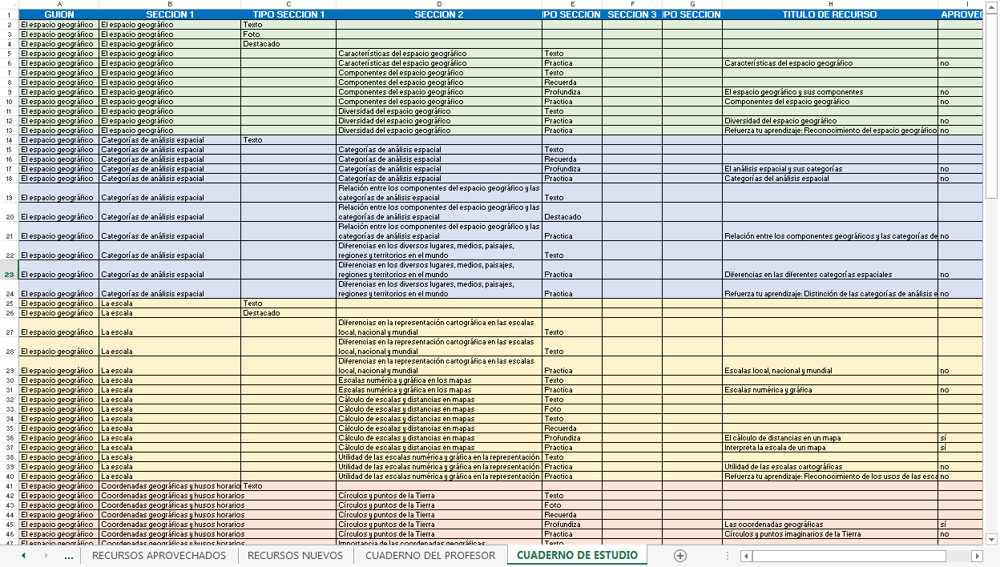 A B C D E F G H I
1 GUION SECCION 1 TIPO SECCION 1 SECCION 2 IPO SECCION SECCION 3 IPO SECCION TITULO DE RECURSO APROVEC
2 El espacio geográfico El espacio geográfico Texto
3 El espacio geográfico El espacio geográfico Foto
4 El espacio geográfico El espacio geográfico Destacado
5 El espacio geográfico El espacio geográfico Características del espacio geográfico Texto
6 El espacio geográfico El espacio geográfico Características del espacio geográfico Practica Características del espacio geográfico no
7 El espacio geográfico El espacio geográfico Componentes del espacio geográfico Texto
8 El espacio geográfico El espacio geográfico Componentes del espacio geográfico Recuerda
9 El espacio geográfico El espacio geográfico Componentes del espacio geográfico Profundiza El espacio geográfico y sus componentes no
10 El espacio geográfico El espacio geográfico Componentes del espacio geográfico Practica Componentes del espacio geográfico no
11 El espacio geográfico El espacio geográfico Diversidad del espacio geográfico Texto
12 El espacio geográfico El espacio geográfico Diversidad del espacio geográfico Practica Diversidad del espacio geográfico no
13 El espacio geográfico El espacio geográfico Diversidad del espacio geográfico Practica Refuerza tu aprendizaje: Reconocimiento del espacio geográfico no
14 El espacio geográfico Categorías de análisis espacial Texto
15 El espacio geográfico Categorías de análisis espacial Categorías de análisis espacial Texto
16 El espacio geográfico Categorías de análisis espacial Categorías de análisis espacial Recuerda
17 El espacio geográfico Categorías de análisis espacial Categorías de análisis espacial Profundiza El análisis espacial y sus categorías no
18 El espacio geográfico Categorías de análisis espacial Categorías de análisis espacial Practica Categorías del análisis espacial no
Relación entre los componentes del espacio geográfico y las
19 El espacio geográfico Categorías de análisis espacial categorías de análisis espacial Texto
Relación entre los componentes del espacio geográfico y las
20 El espacio geográfico Categorías de análisis espacial categorías de análisis espacial Destacado
Relación entre los componentes del espacio geográfico y las
21 El espacio geográfico Categorías de análisis espacial categorías de análisis espacial Practica Relación entre los componentes geográficos y las categorías de no
Diferencias en los diversos lugares, medios, paisajes,
22 El espacio geográfico Categorías de análisis espacial regiones y territorios en el mundo Texto
Diferencias en los diversos lugares, medios, paisajes,
23 El espacio geográfico Categorías de análisis espacial regiones y territorios en el mundo Practica Diferencias en las diferentes categorías espaciales no
Diferencias en los diversos lugares, medios, paisajes,
24 El espacio geográfico Categorías de análisis espacial regiones y territorios en el mundo Practica Refuerza tu aprendizaje: Distinción de las categorías de análisis e no
25 El espacio geográfico La escala Texto
26 El espacio geográfico La escala Destacado
Diferencias en la representación cartográfica en las escalas
27 El espacio geográfico La escala local, nacional y mundial Texto
Diferencias en la representación cartográfica en las escalas
28 El espacio geográfico La escala local, nacional y mundial Texto
Diferencias en la representación cartográfica en las escalas
29 El espacio geográfico La escala local, nacional y mundial Practica Escalas local, nacional y mundial no
30 El espacio geográfico La escala Escalas numérica y gráfica en los mapas Texto
31 El espacio geográfico La escala Escalas numérica y gráfica en los mapas Practica Escalas numérica y gráfica no
32 El espacio geográfico La escala Cálculo de escalas y distancias en mapas Texto
33 El espacio geográfico La escala Cálculo de escalas y distancias en mapas Foto
34 El espacio geográfico La escala Cálculo de escalas y distancias en mapas Texto
35 El espacio geográfico La escala Cálculo de escalas y distancias en mapas Recuerda
36 El espacio geográfico La escala Cálculo de escalas y distancias en mapas Profundiza El cálculo de distancias en un mapa sí
37 El espacio geográfico La escala Cálculo de escalas y distancias en mapas Practica Interpreta la escala de un mapa sí
38 El espacio geográfico La escala Utilidad de las escalas numérica y gráfica en la representación Texto
39 El espacio geográfico La escala Utilidad de las escalas numérica y gráfica en la representación Practica Utilidad de las escalas cartográficas no
40 El espacio geográfico La escala Utilidad de las escalas numérica y gráfica en la representación Practica Refuerza tu aprendizaje: Reconocimiento de los usos de las esca no
41 El espacio geográfico Coordenadas geográficas y husos horario Texto
42 El espacio geográfico Coordenadas geográficas y husos horarios Círculos y puntos de la Tierra Texto
43 El espacio geográfico Coordenadas geográficas y husos horarios Círculos y puntos de la Tierra Foto
44 El espacio geográfico Coordenadas geográficas y husos horarios Círculos y puntos de la Tierra Recuerda
45 El espacio geográfico Coordenadas geográficas y husos horarios Círculos y puntos de la Tierra Profundiza Las coordenadas geográficas sí
46 El espacio geográfico Coordenadas geográficas y husos horarios Círculos y puntos de la Tierra Practica Círculos y puntos imaginarios de la Tierra no
47 El espacio geográfico Coordenadas geográficas y husos horarios Importancia de las coordenadas geográficas Texto
... RECURSOS APROVECHADOS RECURSOS NUEVOS CUADERNO DEL PROFESOR CUADERNO DE ESTUDIO